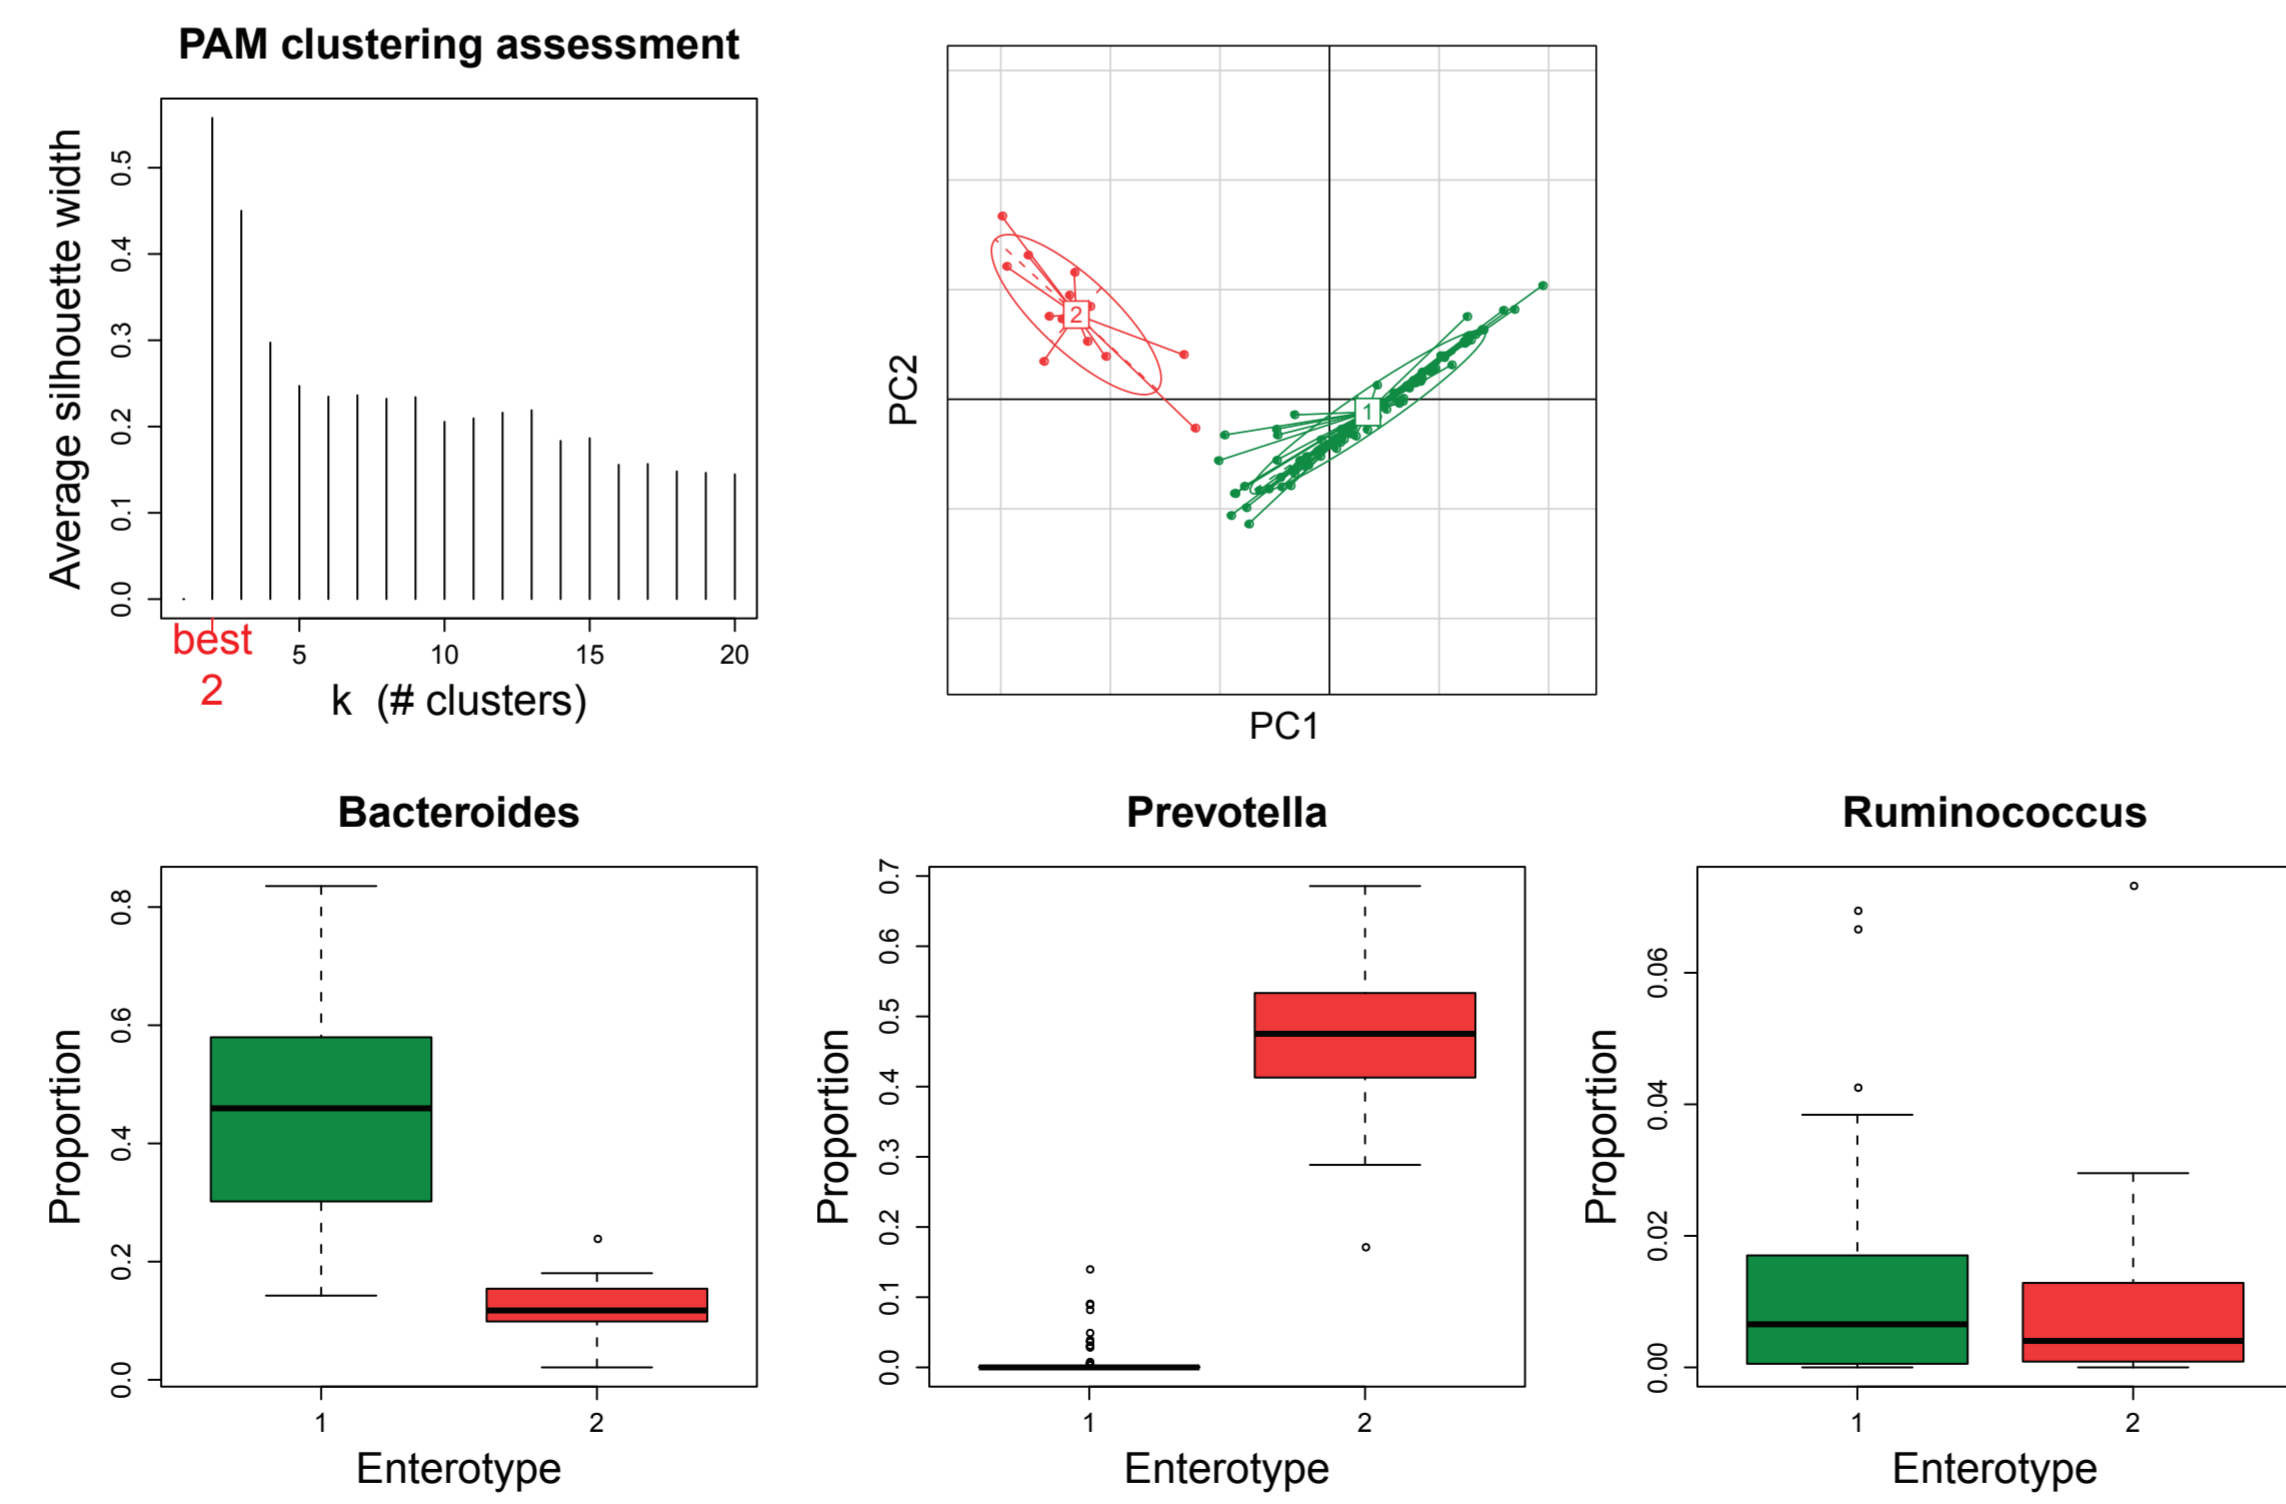 PAM clustering assessment
Average silhouette width
0.5
0.4
0.3
0.2
0.1
0.0
best
2
5
10
15
20
k (# clusters)
2
1
PC2
PC1
Bacteroides
Proportion
0.8
0.6
0.4
0.2
0.0
1
2
Enterotype
Prevotella
Proportion
0.7
0.6
0.5
0.4
0.3
0.2
0.1
0.0
1
2
Enterotype
Ruminococcus
Proportion
0.06
0.04
0.02
0.00
1
2
Enterotype